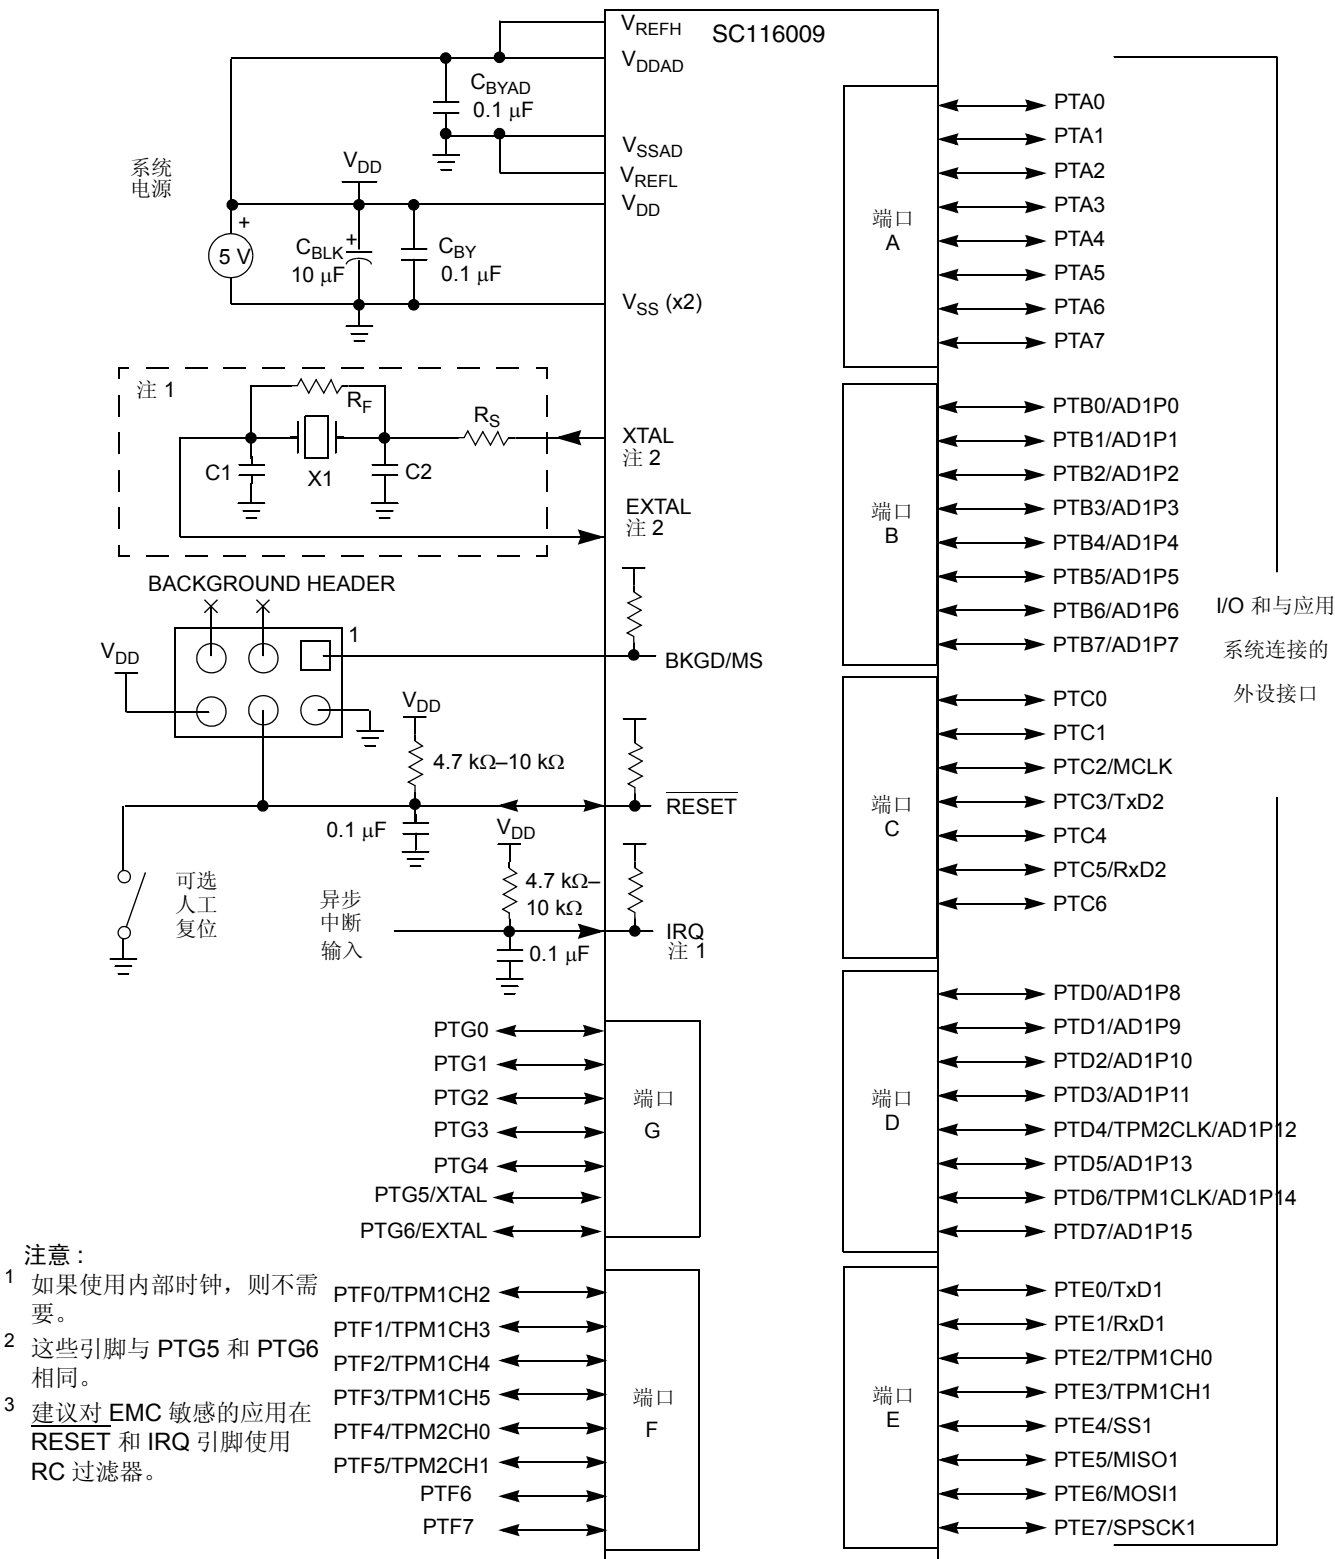 SC116009
VREFH
VDDAD
CBYAD
0.1 μF
VSSAD
VREFL
VDD
系统
电源
VDD
+
5 V
CBLK
+
10 μF
CBY
0.1 μF
VSS (x2)
注 1
RF
RS
C1
X1
C2
XTAL
注 2
EXTAL
注 2
BACKGROUND HEADER
1
VDD
BKGD/MS
VDD
4.7 kΩ–10 kΩ
RESET
0.1 μF
VDD
4.7 kΩ–
10 kΩ
可选
人工
复位
异步
中断
输入
0.1 μF
IRQ
注 1
PTG0
PTG1
PTG2
PTG3
PTG4
PTG5/XTAL
PTG6/EXTAL
端口
G
PTF0/TPM1CH2
PTF1/TPM1CH3
PTF2/TPM1CH4
PTF3/TPM1CH5
PTF4/TPM2CH0
PTF5/TPM2CH1
PTF6
PTF7
端口
F
端口
A
PTA0
PTA1
PTA2
PTA3
PTA4
PTA5
PTA6
PTA7
端口
B
PTB0/AD1P0
PTB1/AD1P1
PTB2/AD1P2
PTB3/AD1P3
PTB4/AD1P4
PTB5/AD1P5
PTB6/AD1P6
PTB7/AD1P7
端口
C
PTC0
PTC1
PTC2/MCLK
PTC3/TxD2
PTC4
PTC5/RxD2
PTC6
端口
D
PTD0/AD1P8
PTD1/AD1P9
PTD2/AD1P10
PTD3/AD1P11
PTD4/TPM2CLK/AD1P12
PTD5/AD1P13
PTD6/TPM1CLK/AD1P14
PTD7/AD1P15
端口
E
PTE0/TxD1
PTE1/RxD1
PTE2/TPM1CH0
PTE3/TPM1CH1
PTE4/SS1
PTE5/MISO1
PTE6/MOSI1
PTE7/SPSCK1
I/O 和与应用
系统连接的
外设接口
注意：
1 如果使用内部时钟，则不需
要。
2 这些引脚与 PTG5 和 PTG6
相同。
3 建议对 EMC 敏感的应用在
RESET 和 IRQ 引脚使用
RC 过滤器。